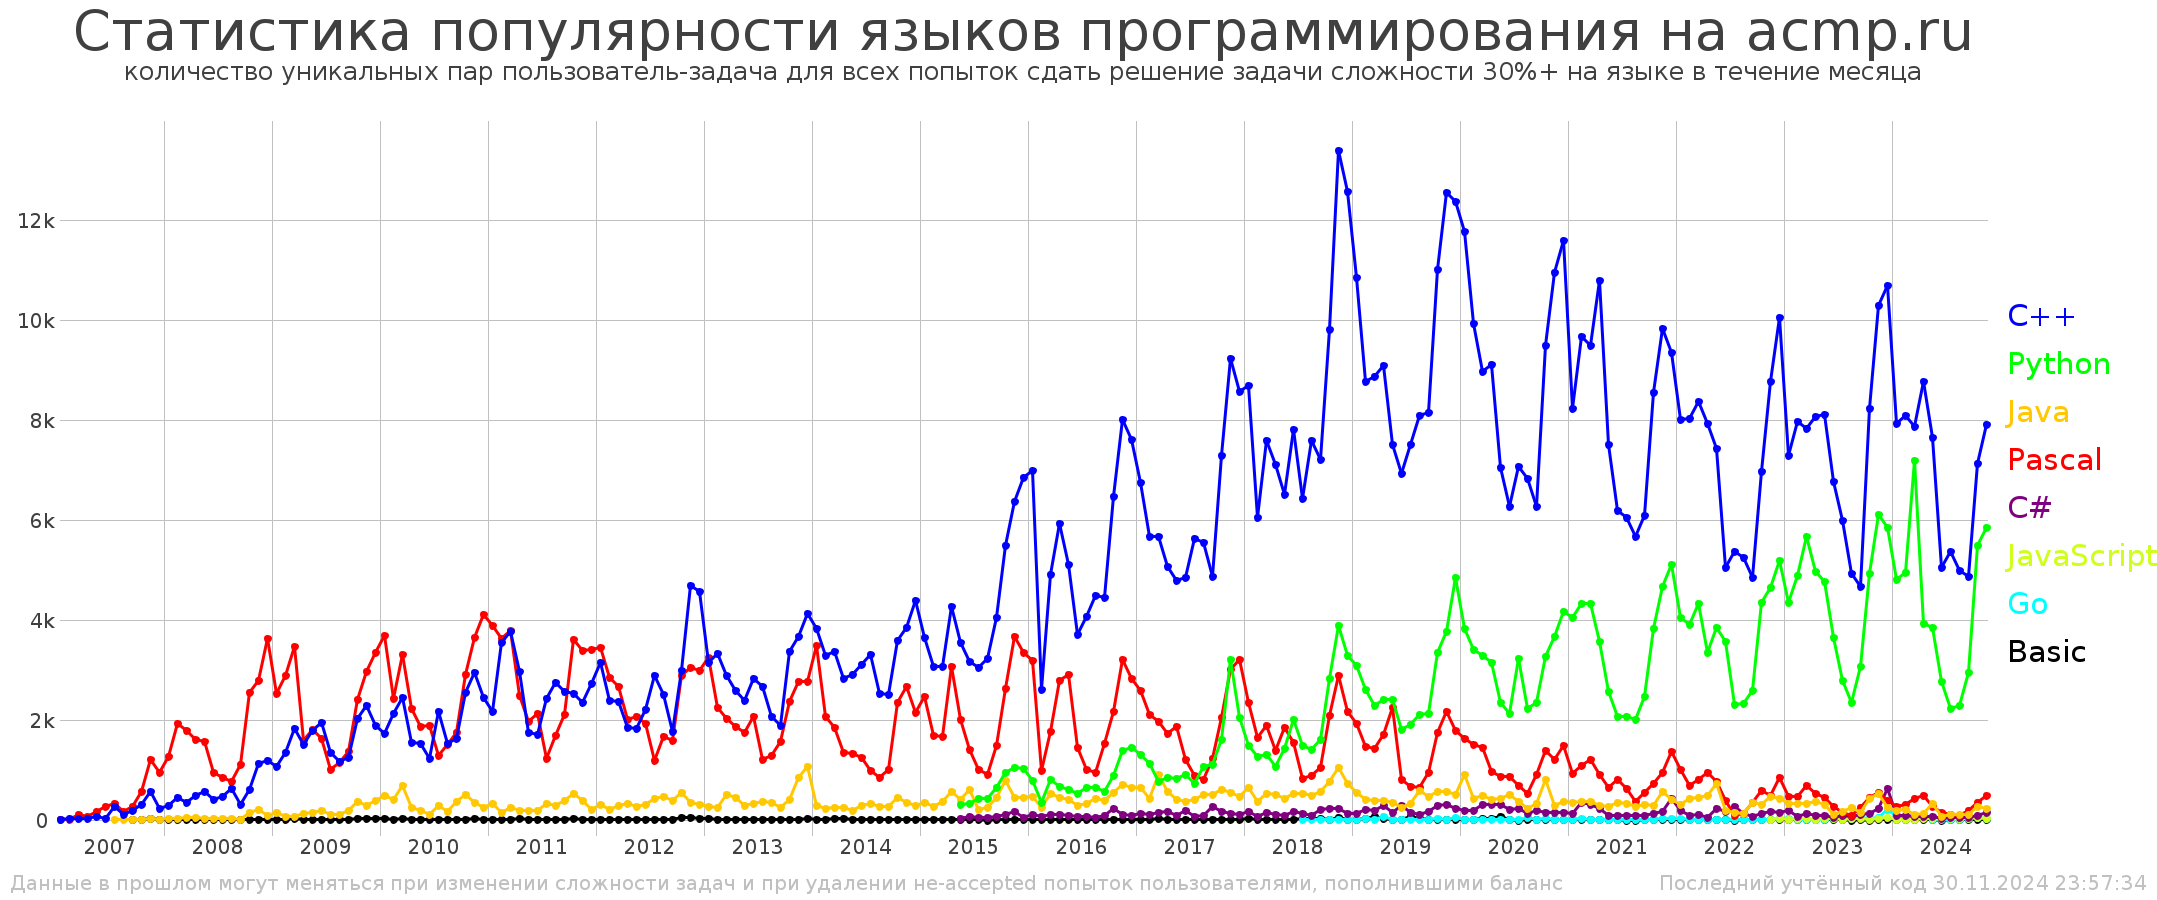 Статистика популярности языков программирования на acmp.ru
количество уникальных пар пользователь-задача для всех попыток сдать решение задачи сложности 30%+ на языке в течение месяца
12k
10k
8k
6k
4k
2k
0
C++
Python
Java
Pascal
C#
JavaScript
Go
Basic
2007 2008 2009 2010 2011 2012 2013 2014 2015 2016 2017 2018 2019 2020 2021 2022 2023 2024
Данные в прошлом могут меняться при изменении сложности задач и при удалении не-accepted попыток пользователями, пополнившими баланс
Последний учтённый код 30.11.2024 23:57:34